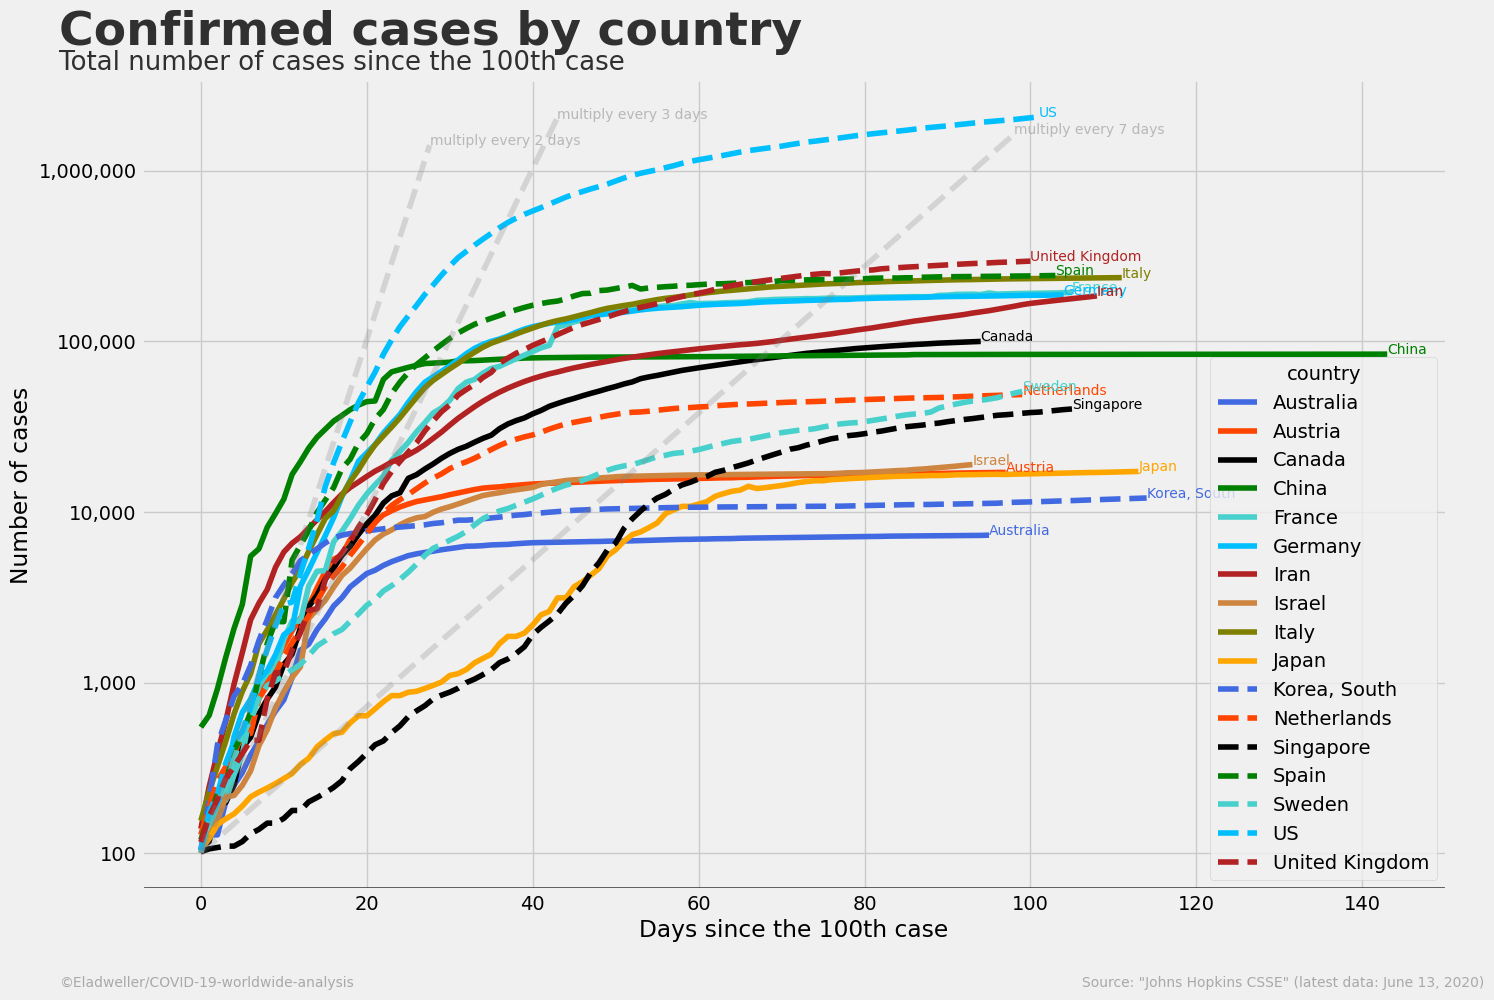 Confirmed cases by country
Total number of cases since the 100th case
multiply every 3 days
US
multiply every 7 days
multiply every 2 days
1,000,000
United Kingdom
Spain
Italy
France
Germany
Iran
100,000
Canada
China
Sweden
Netherlands
Singapore
Israel
Austria
Japan
Korea, South
10,000
Australia
1,000
100
Number of cases
country
Australia
Austria
Canada
China
France
Germany
Iran
Israel
Italy
Japan
Korea, South
Netherlands
Singapore
Spain
Sweden
US
United Kingdom
0 20 40 60 80 100 120 140
Days since the 100th case
©Eladweller/COVID-19-worldwide-analysis
Source: "Johns Hopkins CSSE" (latest data: June 13, 2020)